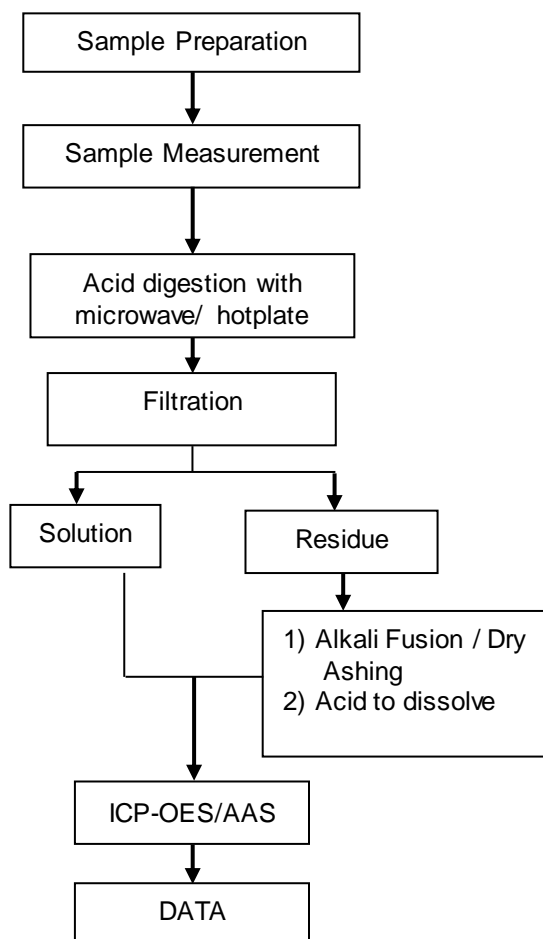 Sample Preparation
Sample Measurement
Acid digestion with
microwave/ hotplate
Filtration
Solution
Residue
1) Alkali Fusion / Dry
Ashing
2) Acid to dissolve
ICP-OES/AAS
DATA